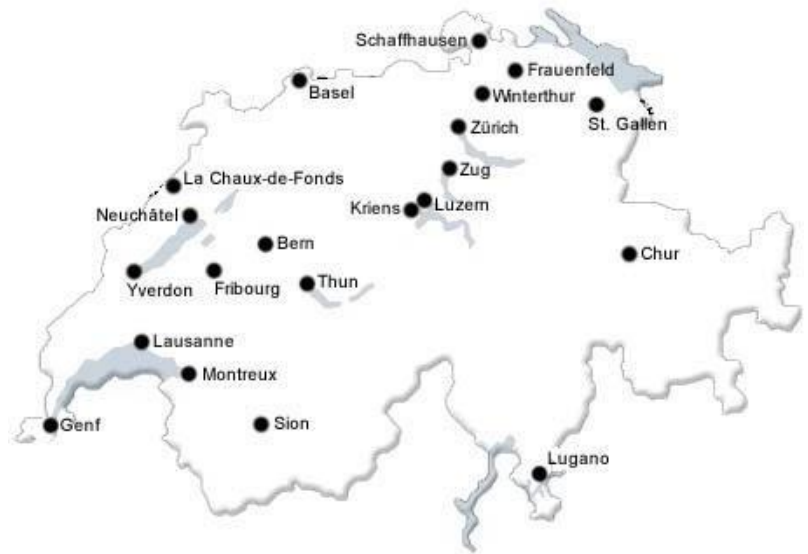 Schaffhausen
Frauenfeld
Basel
Winterthur
St. Gallen
Zürich
Zug
La Chaux-de-Fonds
Luzern
Kriens
Neuchâtel
Bern
Chur
Yverdon
Fribourg
Thun
Lausanne
Montreux
Genf
Sion
Lugano